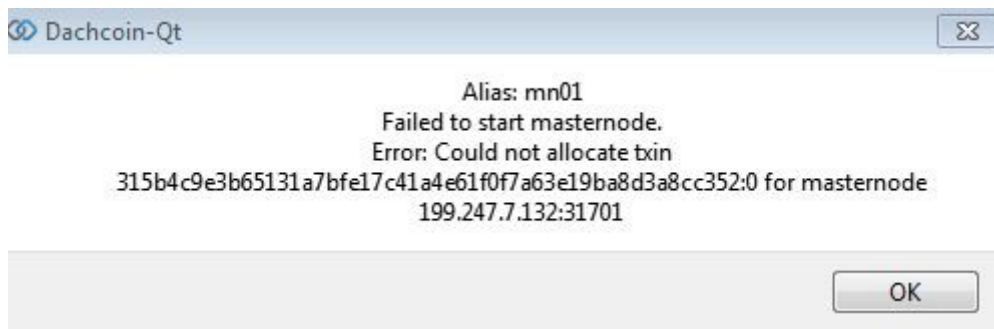 Dachcoin-Qt
Alias: mn01
Failed to start masternode.
Error: Could not allocate txin
315b4c9e3b65131a7bfe17c41a4e61f0f7a63e19ba8d3a8cc352:0 for masternode
199.247.7.132:31701
OK